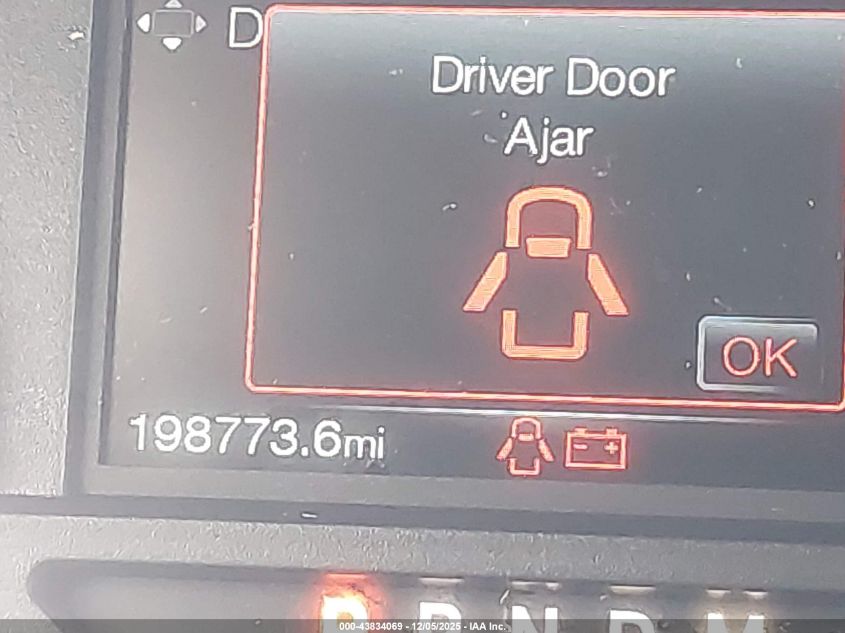 D
Driver Door
Ajar
OK
198773.6mi
P R N D M
000-43834069 - 12/05/2025 - IAA Inc.